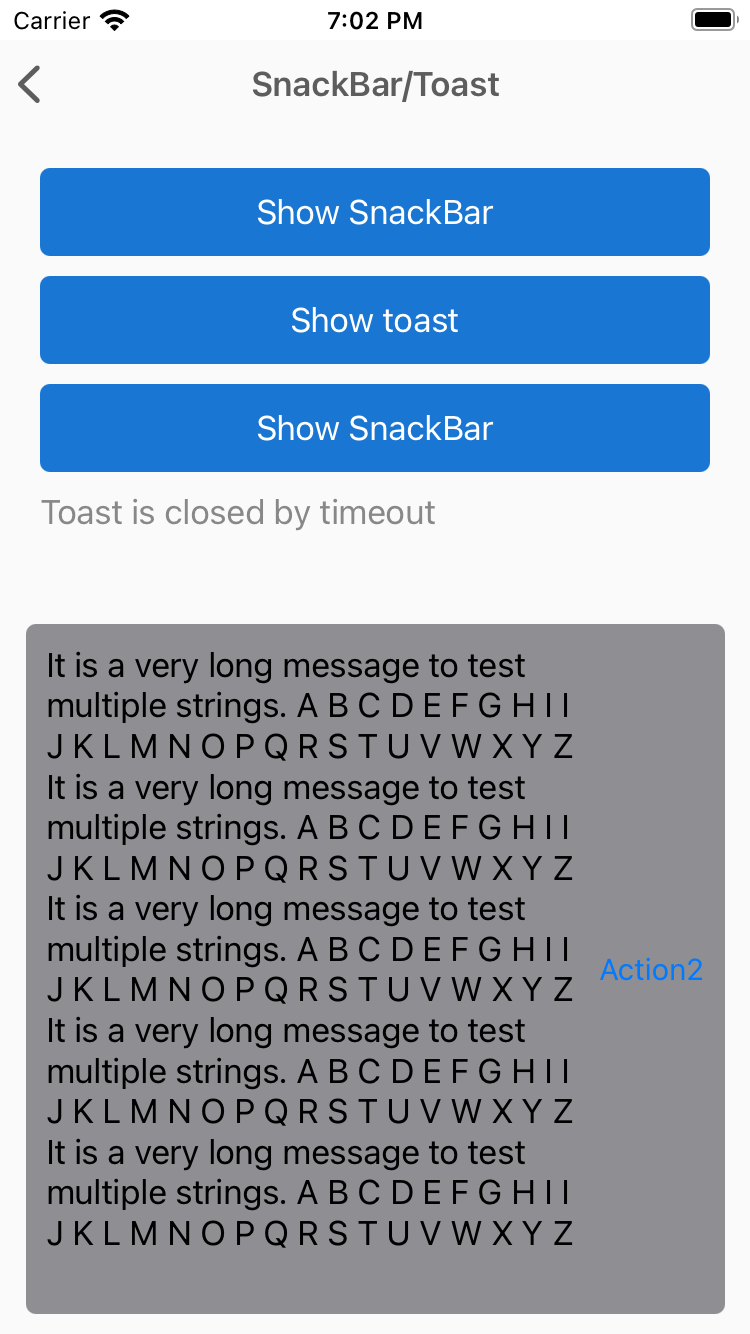 Carrier 7:02 PM
SnackBar/Toast
Show SnackBar
Show toast
Show SnackBar
Toast is closed by timeout
It is a very long message to test
multiple strings. A B C D E F G H I I
J K L M N O P Q R S T U V W X Y Z
It is a very long message to test
multiple strings. A B C D E F G H I I
J K L M N O P Q R S T U V W X Y Z
It is a very long message to test
multiple strings. A B C D E F G H I I
J K L M N O P Q R S T U V W X Y Z
It is a very long message to test
multiple strings. A B C D E F G H I I
J K L M N O P Q R S T U V W X Y Z
It is a very long message to test
multiple strings. A B C D E F G H I I
J K L M N O P Q R S T U V W X Y Z
Action2